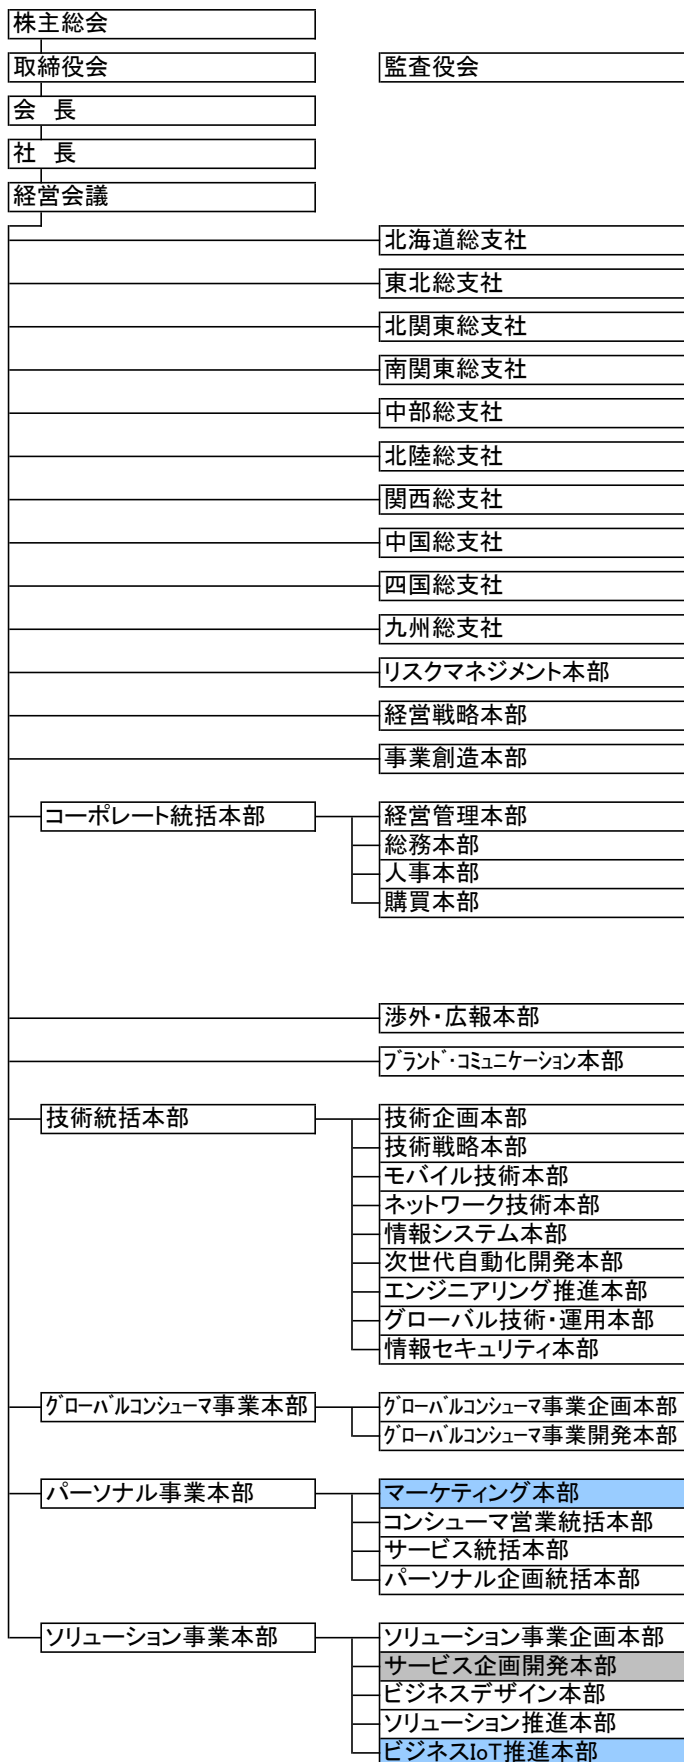 株主総会
取締役会 監査役会
会　長
社　長
経営会議
北海道総支社
東北総支社
北関東総支社
南関東総支社
中部総支社
北陸総支社
関西総支社
中国総支社
四国総支社
九州総支社
リスクマネジメント本部
経営戦略本部
事業創造本部
コーポレート統括本部 経営管理本部
総務本部
人事本部
購買本部
渉外・広報本部
ﾌﾞﾗﾝﾄﾞ･ｺﾐｭﾆｹｰｼｮﾝ本部
技術統括本部 技術企画本部
技術戦略本部
モバイル技術本部
ネットワーク技術本部
情報システム本部
次世代自動化開発本部
エンジニアリング推進本部
グローバル技術・運用本部
情報セキュリティ本部
ｸﾞﾛｰﾊﾞﾙｺﾝｼｭｰﾏ事業本部 ｸﾞﾛｰﾊﾞﾙｺﾝｼｭｰﾏ事業企画本部
ｸﾞﾛｰﾊﾞﾙｺﾝｼｭｰﾏ事業開発本部
パーソナル事業本部 マーケティング本部
コンシューマ営業統括本部
サービス統括本部
パーソナル企画統括本部
ソリューション事業本部 ソリューション事業企画本部
サービス企画開発本部
ビジネスデザイン本部
ソリューション推進本部
ビジネスIoT推進本部